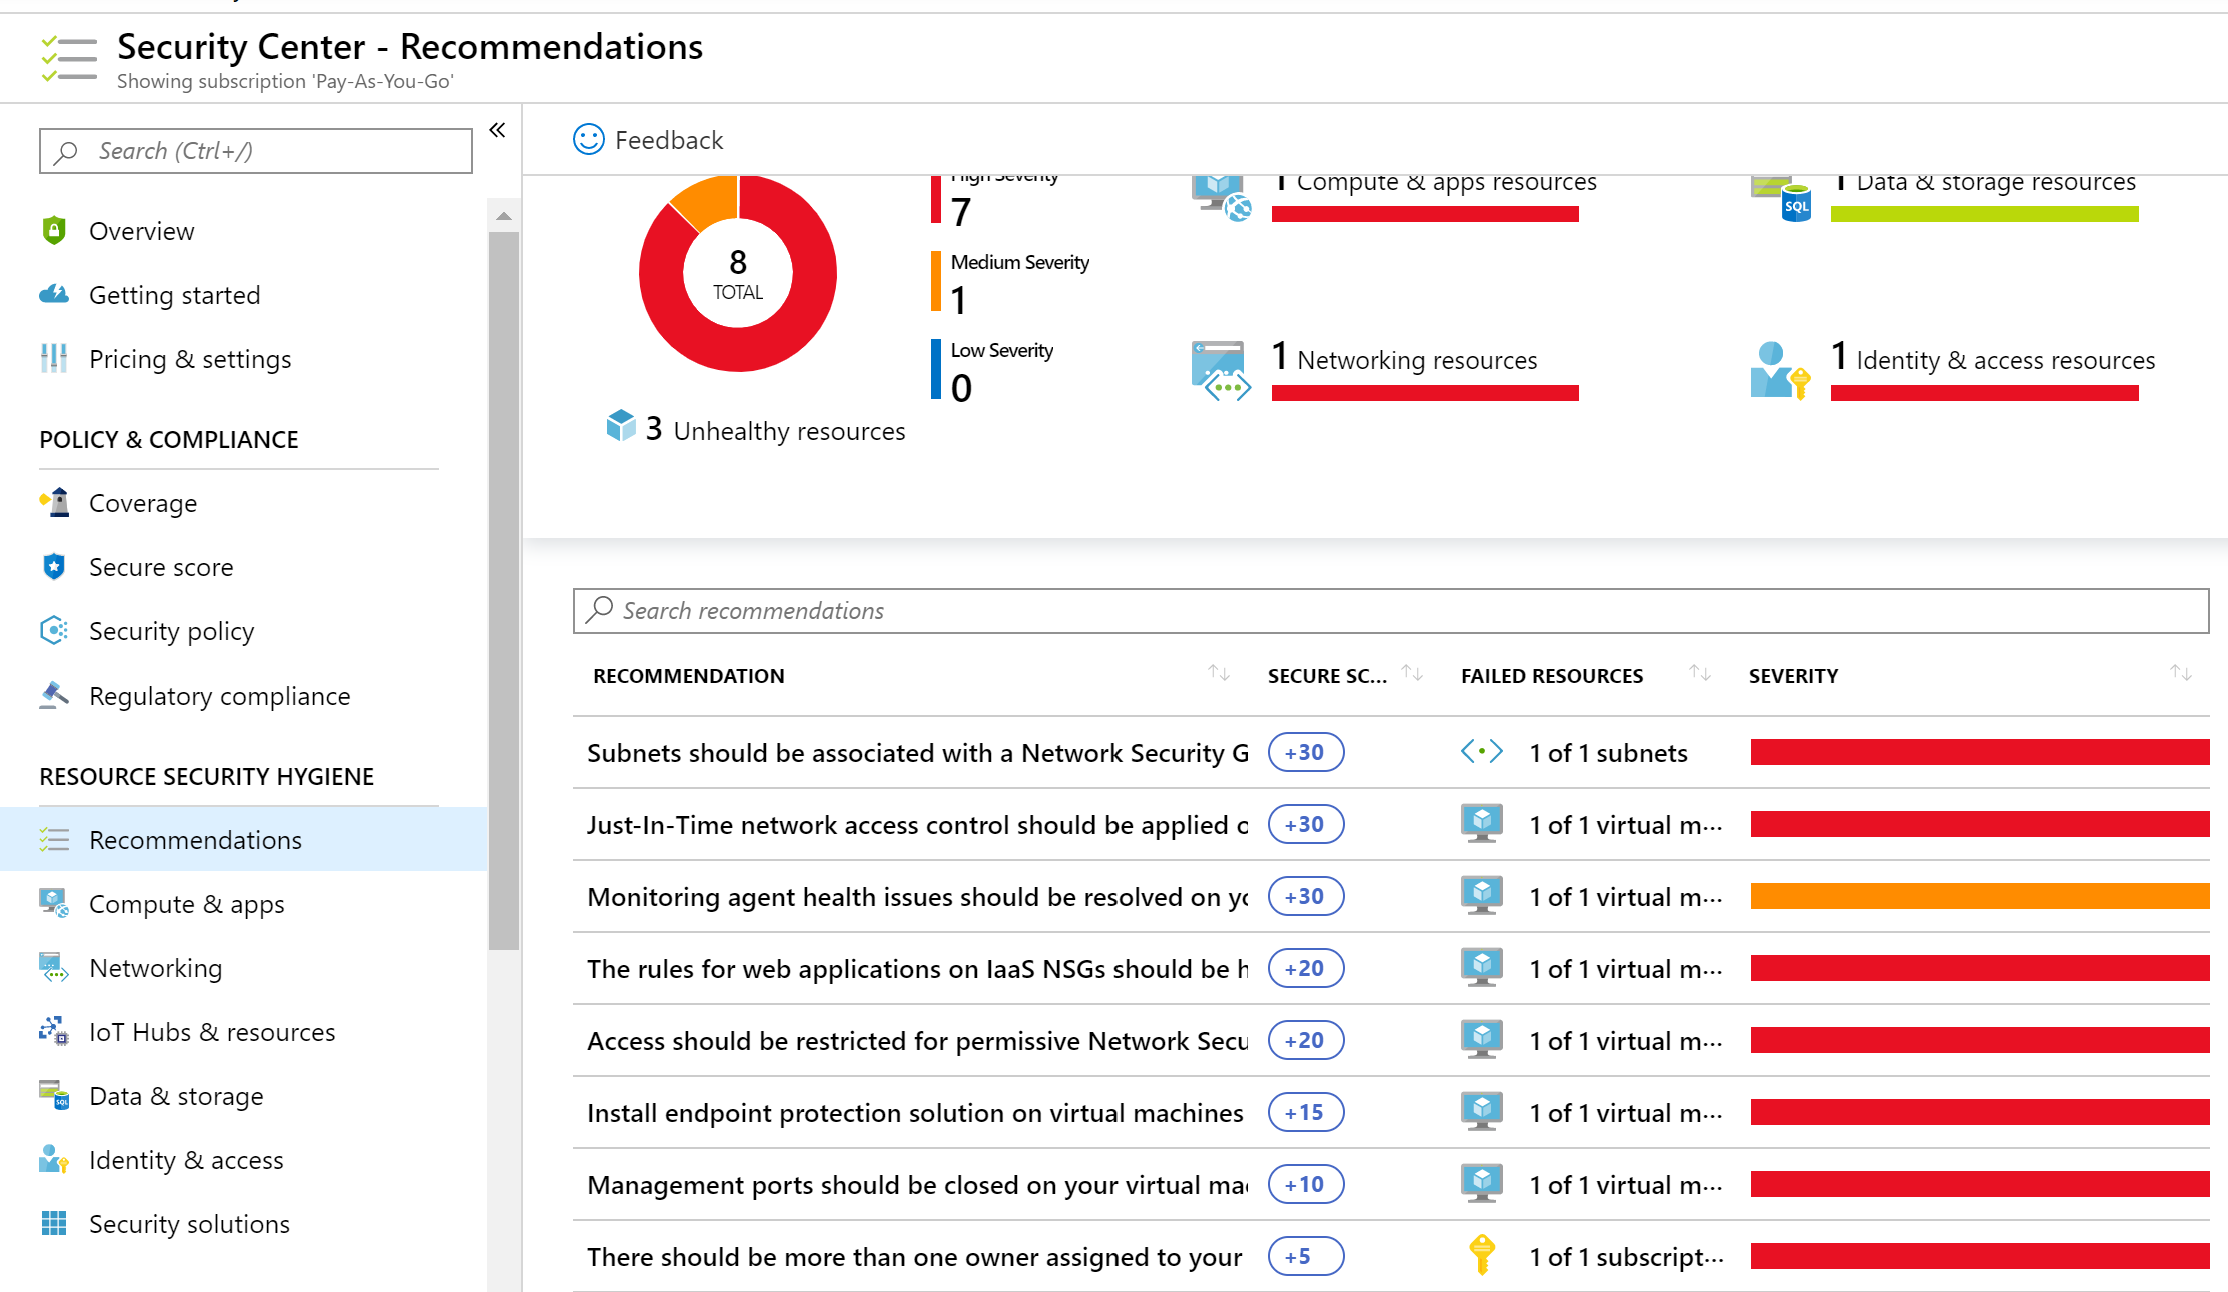 Security Center - Recommendations
Showing subscription 'Pay-As-You-Go'
Search (Ctrl+/)
«
Overview
Getting started
Pricing & settings
POLICY & COMPLIANCE
Coverage
Secure score
Security policy
Regulatory compliance
RESOURCE SECURITY HYGIENE
Recommendations
Compute & apps
Networking
IoT Hubs & resources
Data & storage
SQL
Identity & access
Security solutions
Feedback
8
TOTAL
3 Unhealthy resources
High Severity
7
Medium Severity
1
Low Severity
0
1 Compute & apps resources
SQL
1 Data & storage resources
1 Networking resources
1 Identity & access resources
Search recommendations
RECOMMENDATION SECURE SC... FAILED RESOURCES SEVERITY
Subnets should be associated with a Network Security G +30 1 of 1 subnets
Just-In-Time network access control should be applied o +30 1 of 1 virtual m...
Monitoring agent health issues should be resolved on yo +30 1 of 1 virtual m...
The rules for web applications on IaaS NSGs should be h +20 1 of 1 virtual m...
Access should be restricted for permissive Network Secu +20 1 of 1 virtual m...
Install endpoint protection solution on virtual machines +15 1 of 1 virtual m...
Management ports should be closed on your virtual mac +10 1 of 1 virtual m...
There should be more than one owner assigned to your +5 1 of 1 subscript...